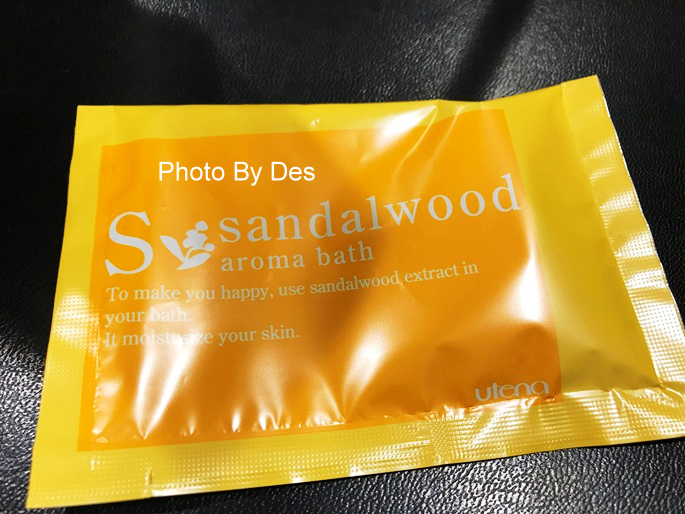 Photo By Des
S sandalwood
aroma bath
To make you happy, use sandalwood extract in
your bath.
It moisturize your skin.
utena